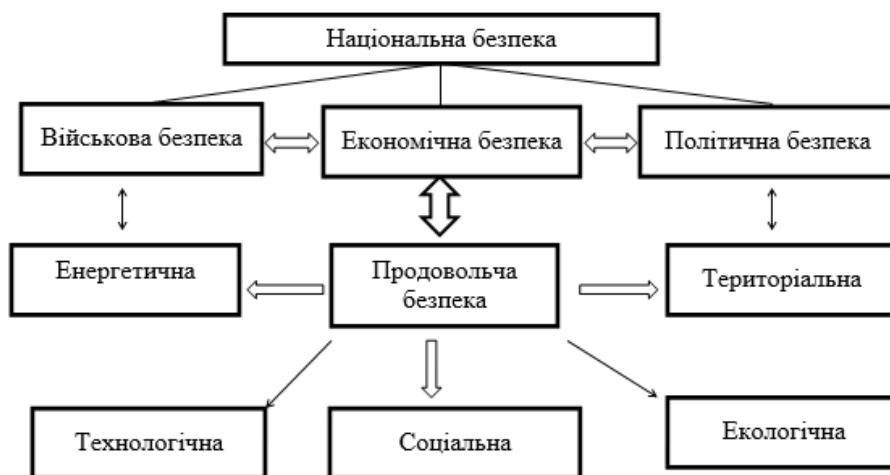 Національна безпека
Військова безпека
Економічна безпека
Політична безпека
Енергетична
Продовольча
безпека
Територіальна
Технологічна
Соціальна
Екологічна